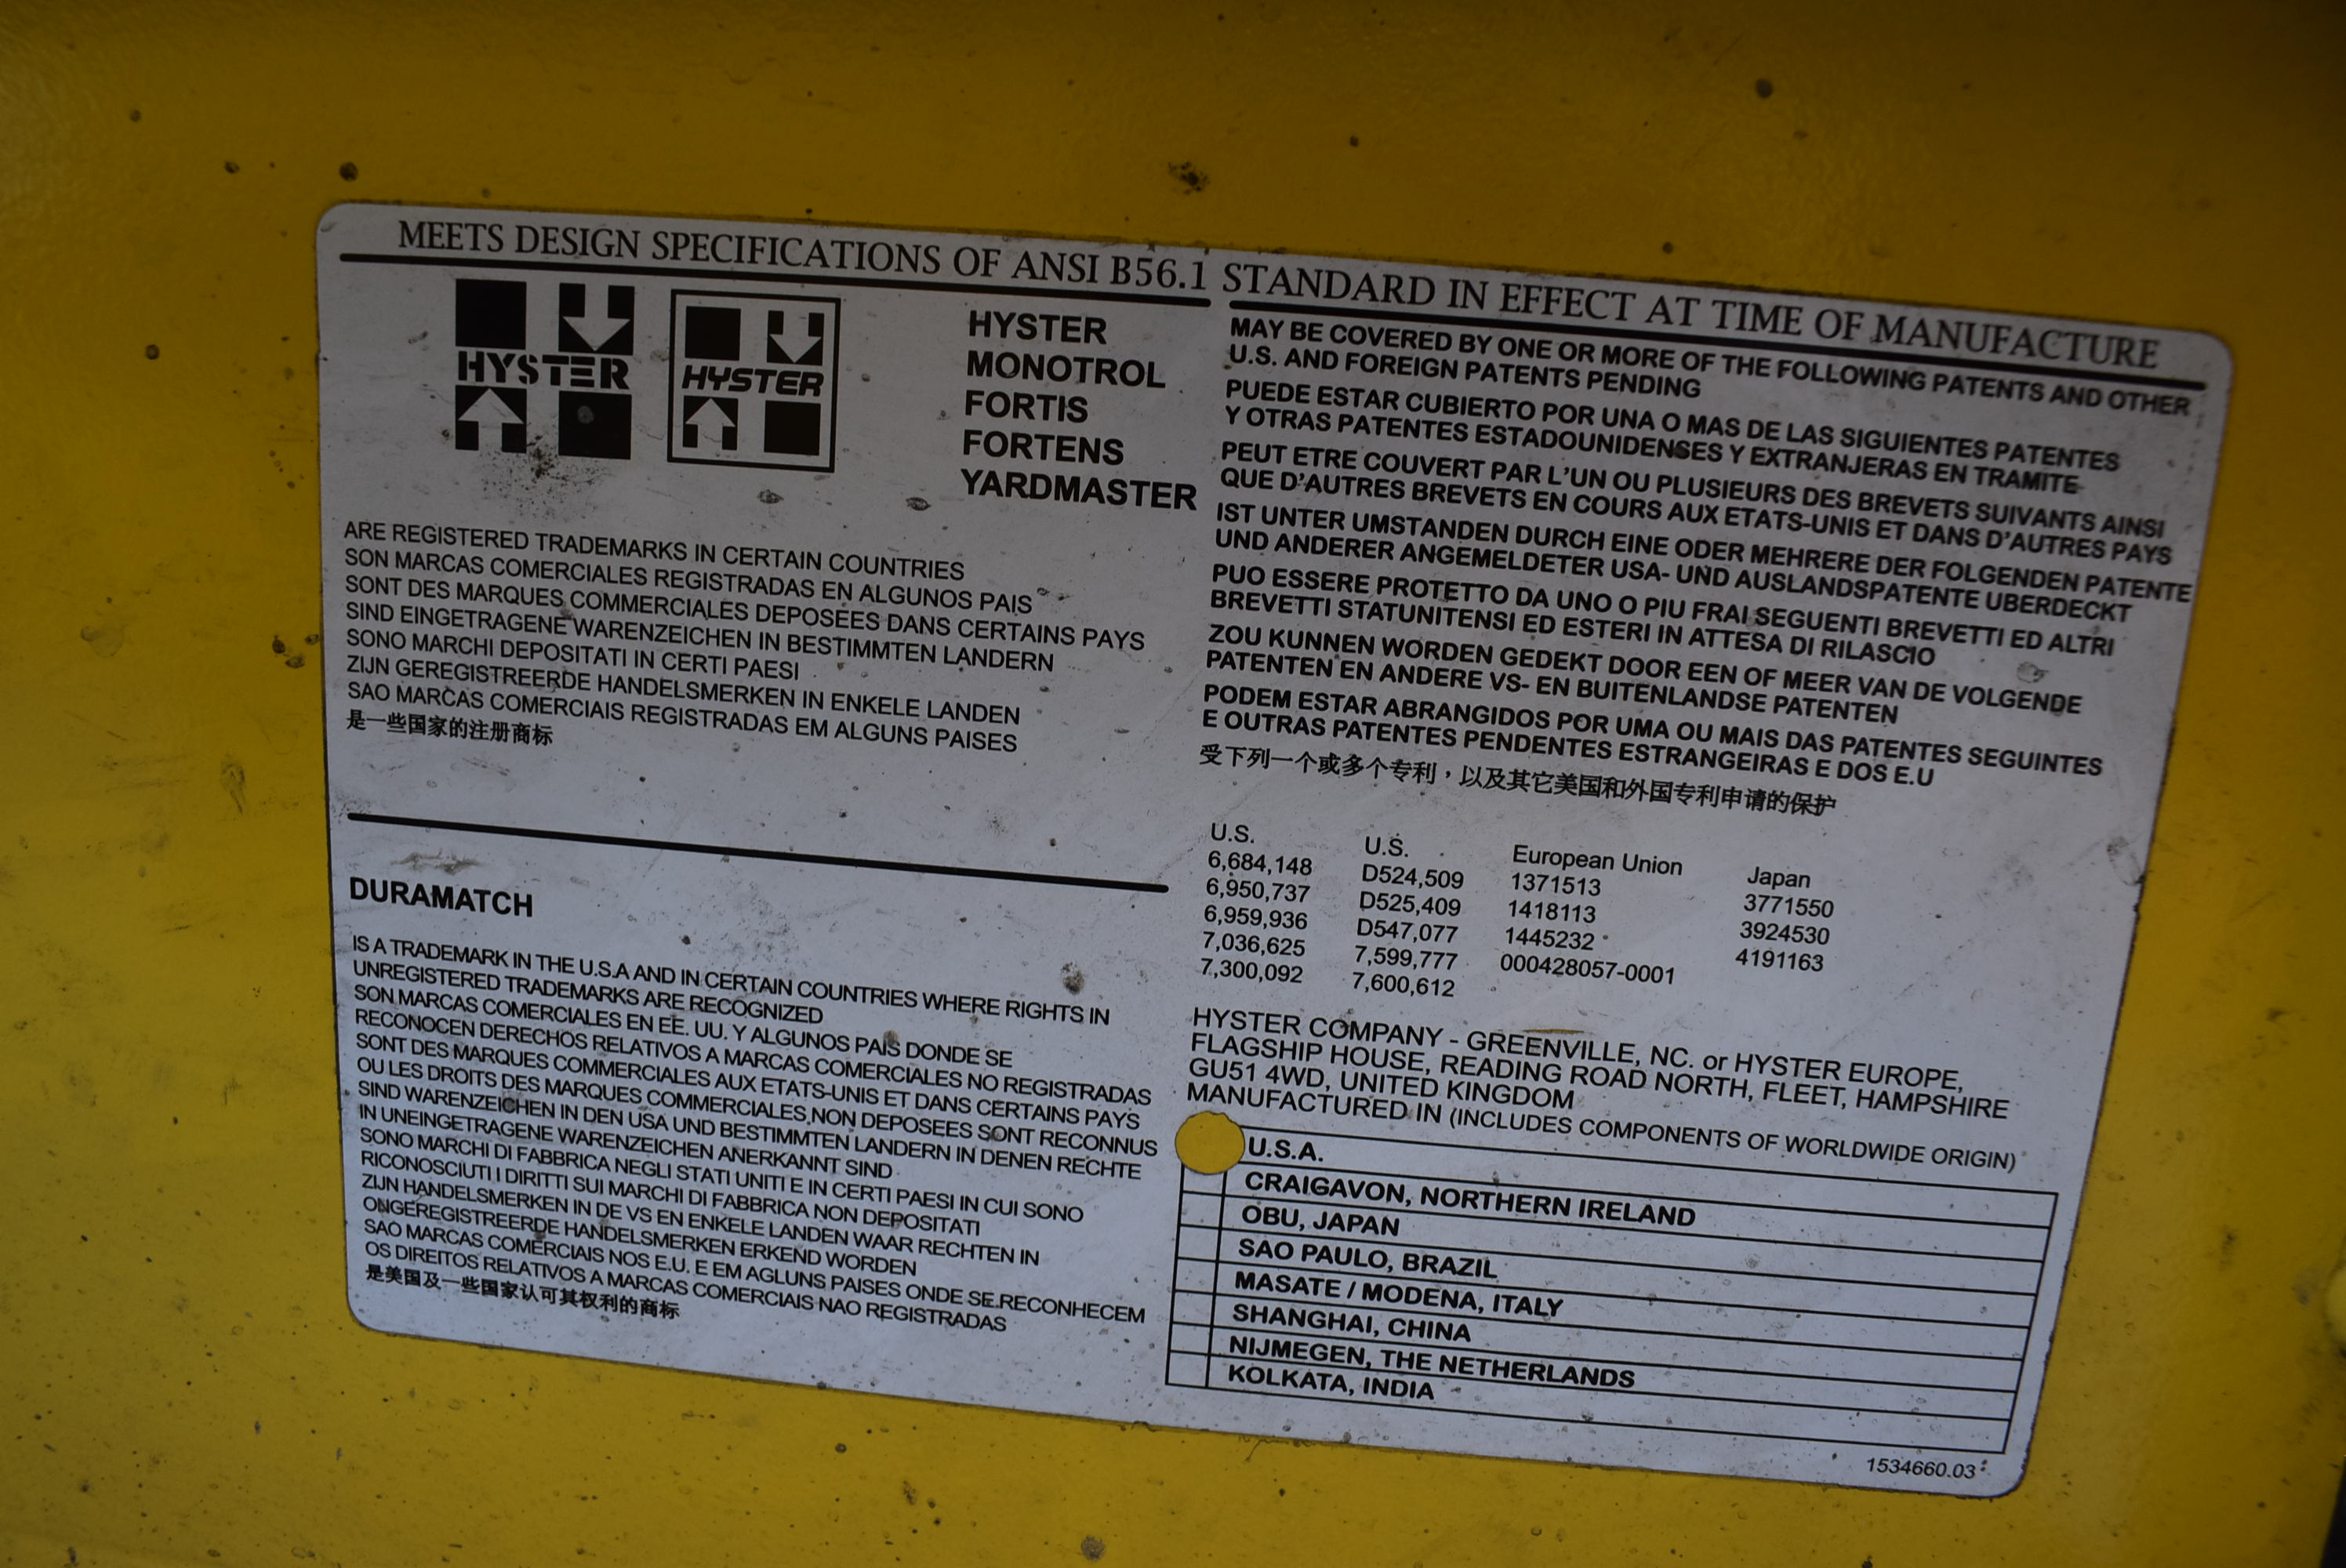 MEETS DESIGN SPECIFICATIONS OF ANSI B56.1 STANDARD IN EFFECT AT TIME OF MANUFACTURE
HYSTER
HYSTER
HYSTER
MONOTROL
FORTIS
FORTENS
YARDMASTER
ARE REGISTERED TRADEMARKS IN CERTAIN COUNTRIES
SON MARCAS COMERCIALES REGISTRADAS EN ALGUNOS PAIS
SONT DES MARQUES COMMERCIALES DEPOSEES DANS CERTAINS PAYS
SIND EINGETRAGENE WARENZEICHEN IN BESTIMMTEN LANDERN
SONO MARCHI DEPOSITATI IN CERTI PAESI
ZIJN GEREGISTREERDE HANDELSMERKEN IN ENKELE LANDEN
SAO MARCAS COMERCIAIS REGISTRADAS EM ALGUNS PAISES
是一些国家的注册商标
DURAMATCH
IS A TRADEMARK IN THE U.S.A AND IN CERTAIN COUNTRIES WHERE RIGHTS IN
UNREGISTERED TRADEMARKS ARE RECOGNIZED
SON MARCAS COMERCIALES EN EE. UU. Y ALGUNOS PAIS DONDE SE
RECONOCEN DERECHOS RELATIVOS A MARCAS COMERCIALES NO REGISTRADAS
SONT DES MARQUES COMMERCIALES AUX ETATS-UNIS ET DANS CERTAINS PAYS
OU LES DROITS DES MARQUES COMMERCIALES NON DEPOSEES SONT RECONNUS
SIND WARENZEICHEN IN DEN USA UND BESTIMMTEN LANDERN IN DENEN RECHTE
IN UNEINGETRAGENE WARENZEICHEN ANERKANNT SIND
SONO MARCHI DI FABBRICA NEGLI STATI UNITI E IN CERTI PAESI IN CUI SONO
RICONOSCIUTI I DIRITTI SUI MARCHI DI FABBRICA NON DEPOSITATI
ZIJN HANDELSMERKEN IN DE VS EN ENKELE LANDEN WAAR RECHTEN IN
ONGEREGISTREERDE HANDELSMERKEN ERKEND WORDEN
SAO MARCAS COMERCIAIS NOS E.U. E EM AGLUNS PAISES ONDE SE RECONHECEM
OS DIREITOS RELATIVOS A MARCAS COMERCIAIS NAO REGISTRADAS
是美国及一些国家认可其权利的商标
MAY BE COVERED BY ONE OR MORE OF THE FOLLOWING PATENTS AND OTHER
U.S. AND FOREIGN PATENTS PENDING
PUEDE ESTAR CUBIERTO POR UNA O MAS DE LAS SIGUIENTES PATENTES
Y OTRAS PATENTES ESTADOUNIDENSES Y EXTRANJERAS EN TRAMITE
PEUT ETRE COUVERT PAR L'UN OU PLUSIEURS DES BREVETS SUIVANTS AINSI
QUE D'AUTRES BREVETS EN COURS AUX ETATS-UNIS ET DANS D'AUTRES PAYS
IST UNTER UMSTANDEN DURCH EINE ODER MEHRERE DER FOLGENDEN PATENTE
UND ANDERER ANGEMELDETER USA- UND AUSLANDSPATENTE UBERDECKT
PUO ESSERE PROTETTO DA UNO O PIU FRAI SEGUENTI BREVETTI ED ALTRI
BREVETTI STATUNITENSI ED ESTERI IN ATTESA DI RILASCIO
ZOU KUNNEN WORDEN GEDEKT DOOR EEN OF MEER VAN DE VOLGENDE
PATENTEN EN ANDERE VS- EN BUITENLANDSE PATENTEN
PODEM ESTAR ABRANGIDOS POR UMA OU MAIS DAS PATENTES SEGUINTES
E OUTRAS PATENTES PENDENTES ESTRANGEIRAS E DOS E.U
受下列一个或多个专利，以及其它美国和外国专利申请的保护
U.S. U.S. European Union Japan
6,684,148 D524,509 1371513 3771550
6,950,737 D525,409 1418113 3924530
6,959,936 D547,077 1445232 4191163
7,036,625 7,599,777 000428057-0001
7,300,092 7,600,612
HYSTER COMPANY - GREENVILLE, NC. or HYSTER EUROPE,
FLAGSHIP HOUSE, READING ROAD NORTH, FLEET, HAMPSHIRE
GU51 4WD, UNITED KINGDOM
MANUFACTURED IN (INCLUDES COMPONENTS OF WORLDWIDE ORIGIN)
U.S.A.
CRAIGAVON, NORTHERN IRELAND
OBU, JAPAN
SAO PAULO, BRAZIL
MASATE / MODENA, ITALY
SHANGHAI, CHINA
NIJMEGEN, THE NETHERLANDS
KOLKATA, INDIA
1534660.03